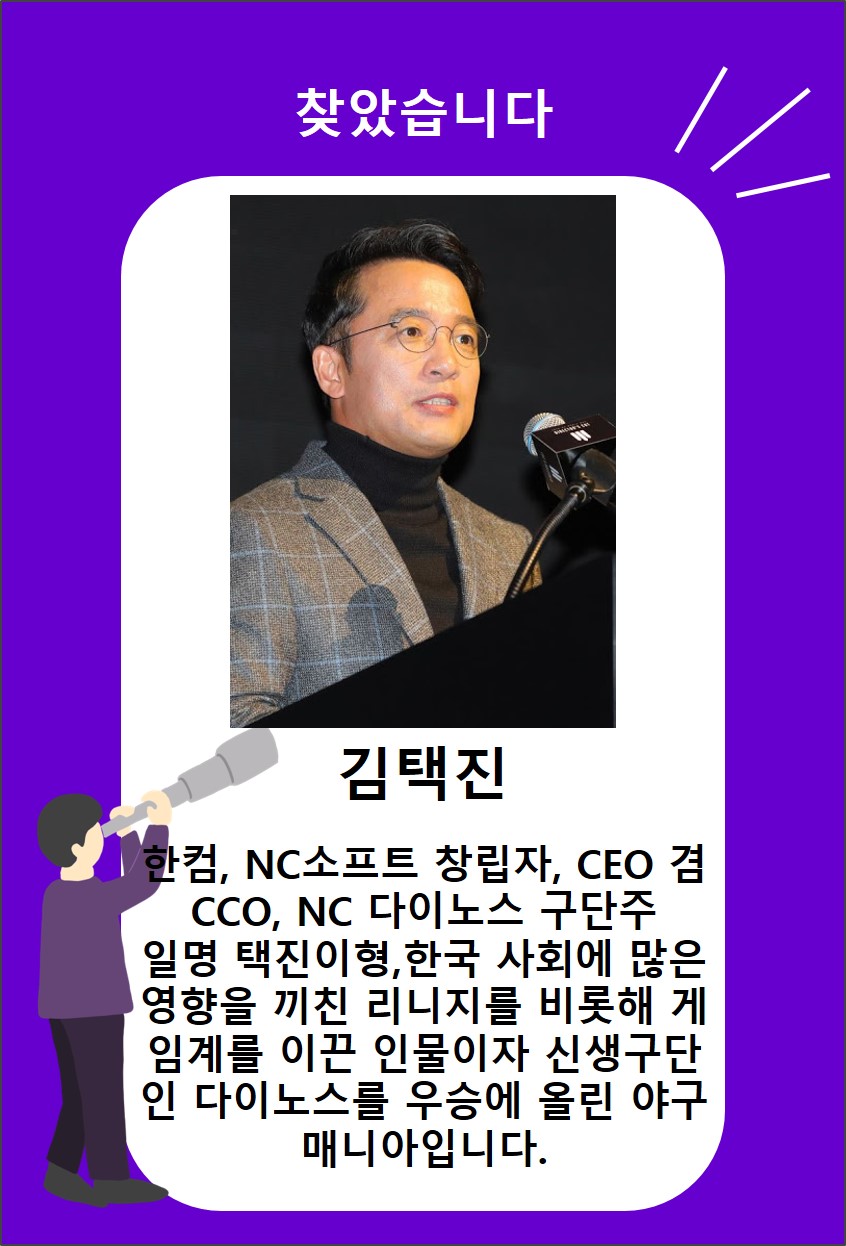 찾았습니다
김택진
한컴, NC소프트 창립자, CEO 겸
CCO, NC 다이노스 구단주
일명 택진이형,한국 사회에 많은
영향을 끼친 리니지를 비롯해 게
임계를 이끈 인물이자 신생구단
인 다이노스를 우승에 올린 야구
매니아입니다.